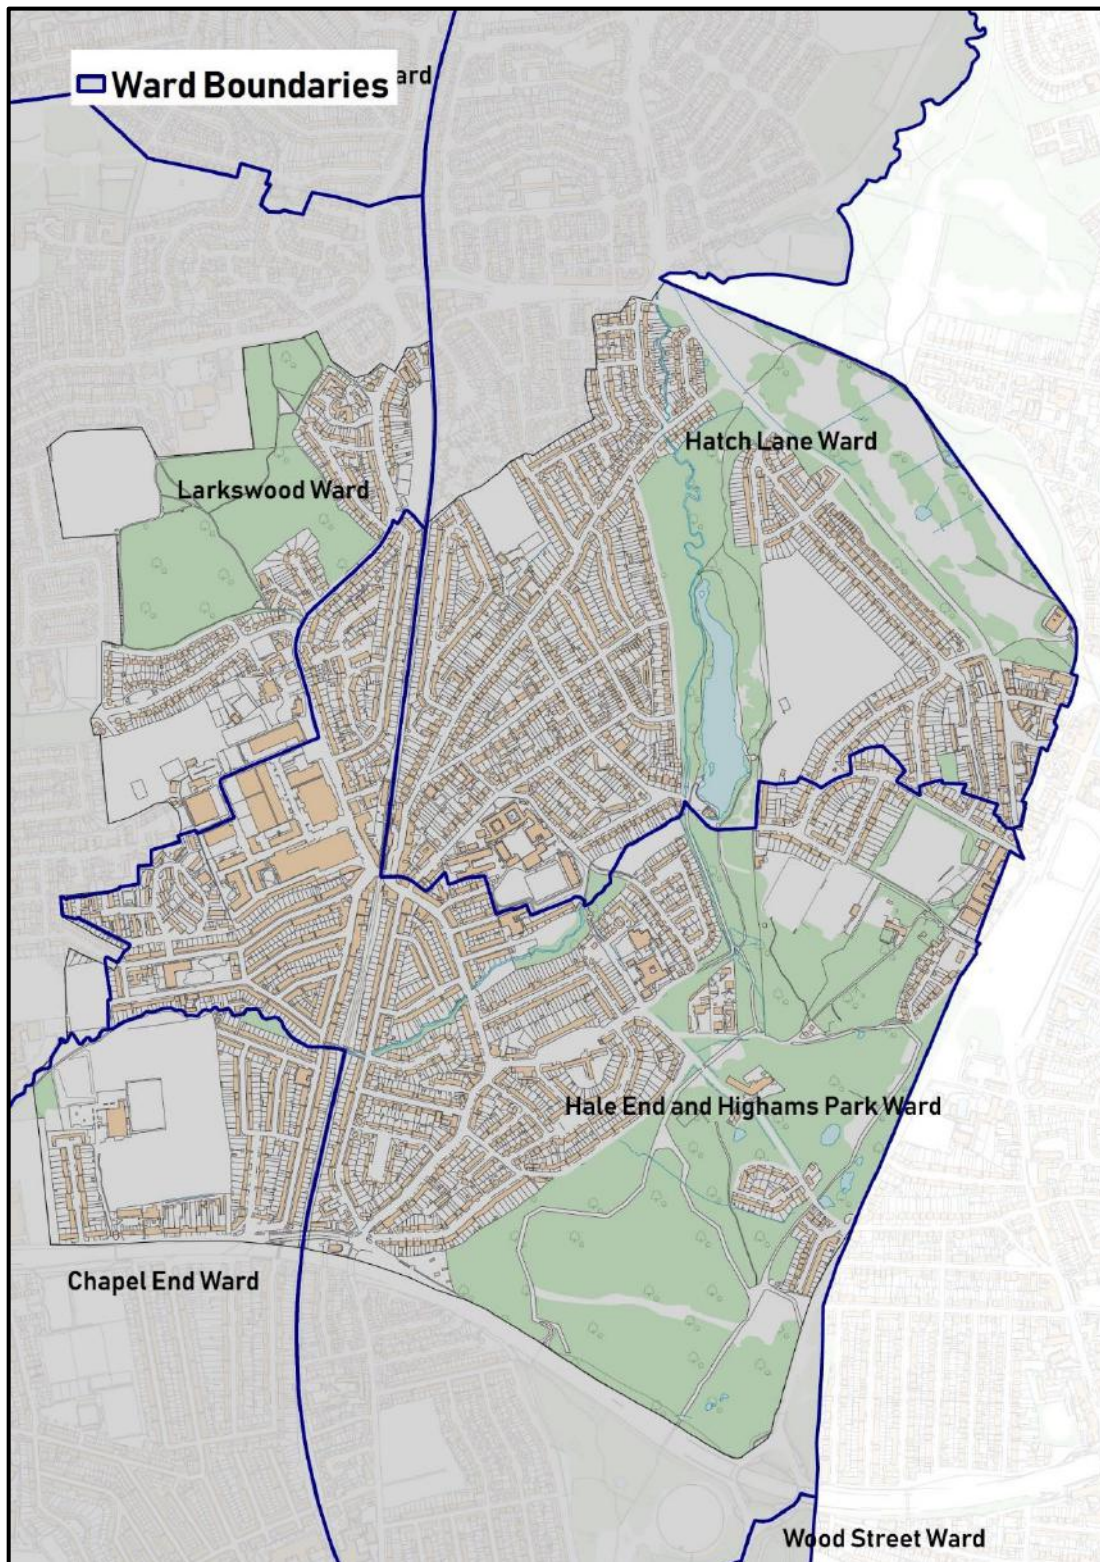 Ward Boundaries
ard
Hatch Lane Ward
Larkswood Ward
Hale End and Highams Park Ward
Chapel End Ward
Wood Street Ward